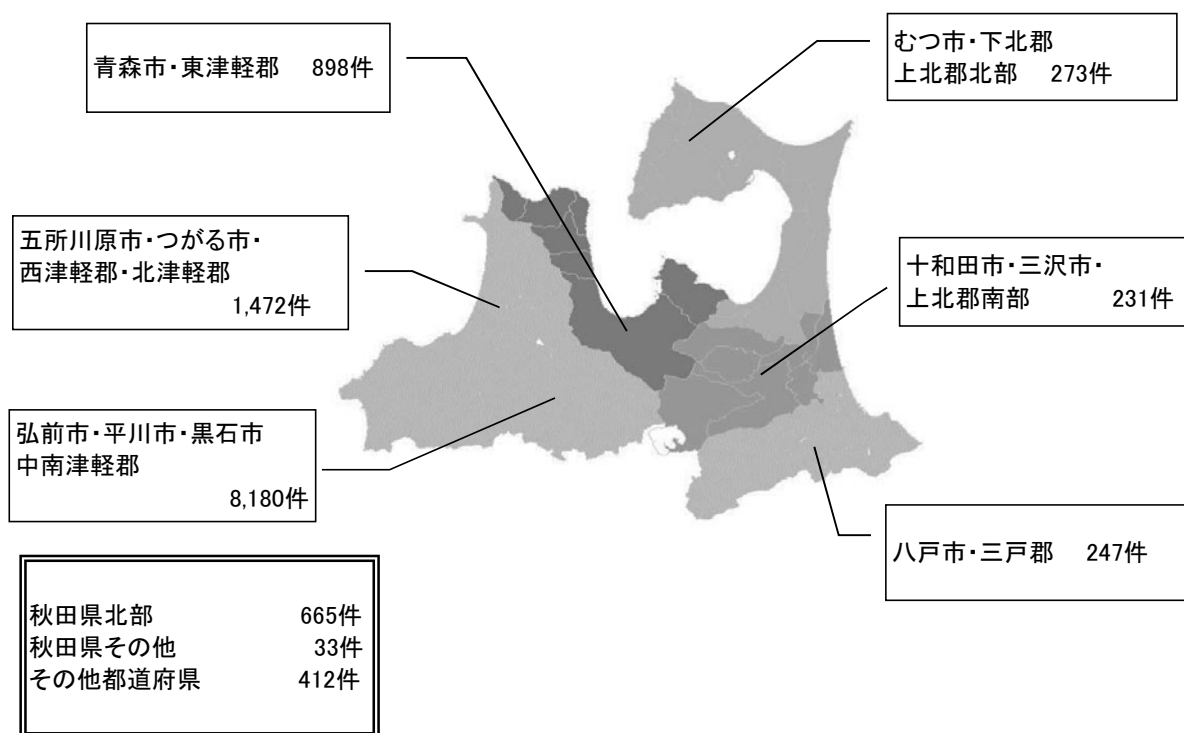 青森市・東津軽郡 898件
むつ市・下北郡
上北郡北部 273件
五所川原市・つがる市・
西津軽郡・北津軽郡
1,472件
十和田市・三沢市・
上北郡南部 231件
弘前市・平川市・黒石市
中南津軽郡
8,180件
八戸市・三戸郡 247件
秋田県北部 665件
秋田県その他 33件
その他都道府県 412件